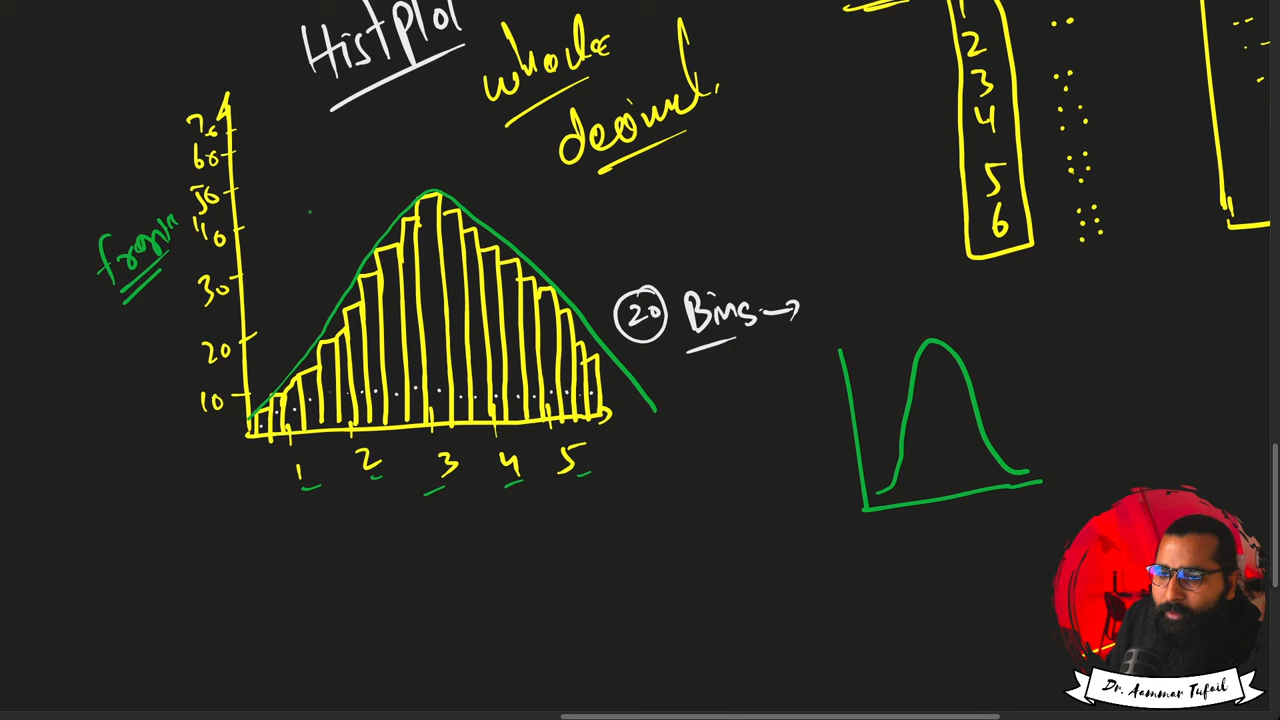 Histplot
whole
decimal
1
2
3
4
5
6
70
60
50
40
30
20
10
20 Bins →
1 2 3 4 5
Dr. Aammar Tufail